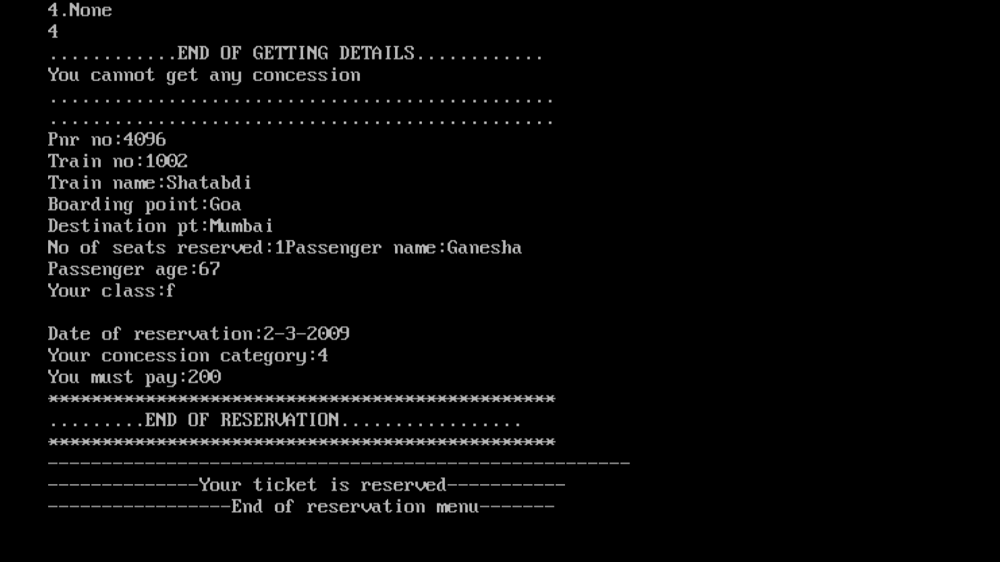 4.None
4
............END OF GETTING DETAILS............
You cannot get any concession
...............................................
...............................................
Pnr no:4096
Train no:1002
Train name:Shatabdi
Boarding point:Goa
Destination pt:Mumbai
No of seats reserved:1Passenger name:Ganesha
Passenger age:67
Your class:f
Date of reservation:2-3-2009
Your concession category:4
You must pay:200
***********************************************
.........END OF RESERVATION.................
***********************************************
------------------------------------------------------
--------------Your ticket is reserved-----------
-----------------End of reservation menu-------